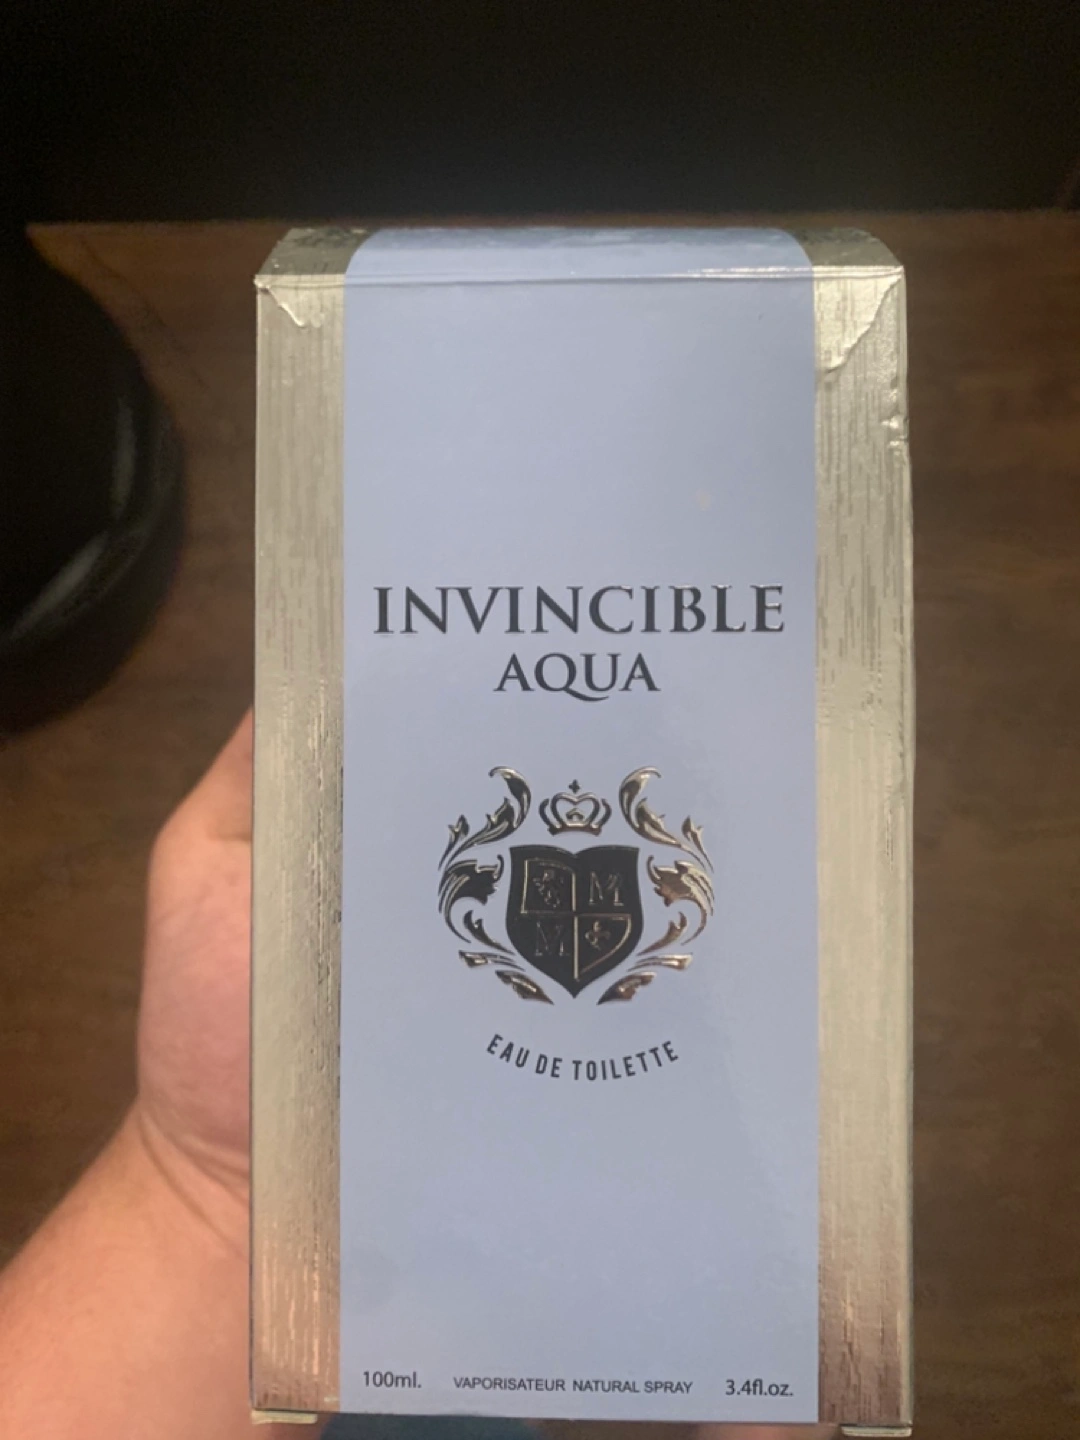 INVINCIBLE
AQUA
M
M
EAU DE TOILETTE
100ml. VAPORISATEUR NATURAL SPRAY 3.4fl.oz.